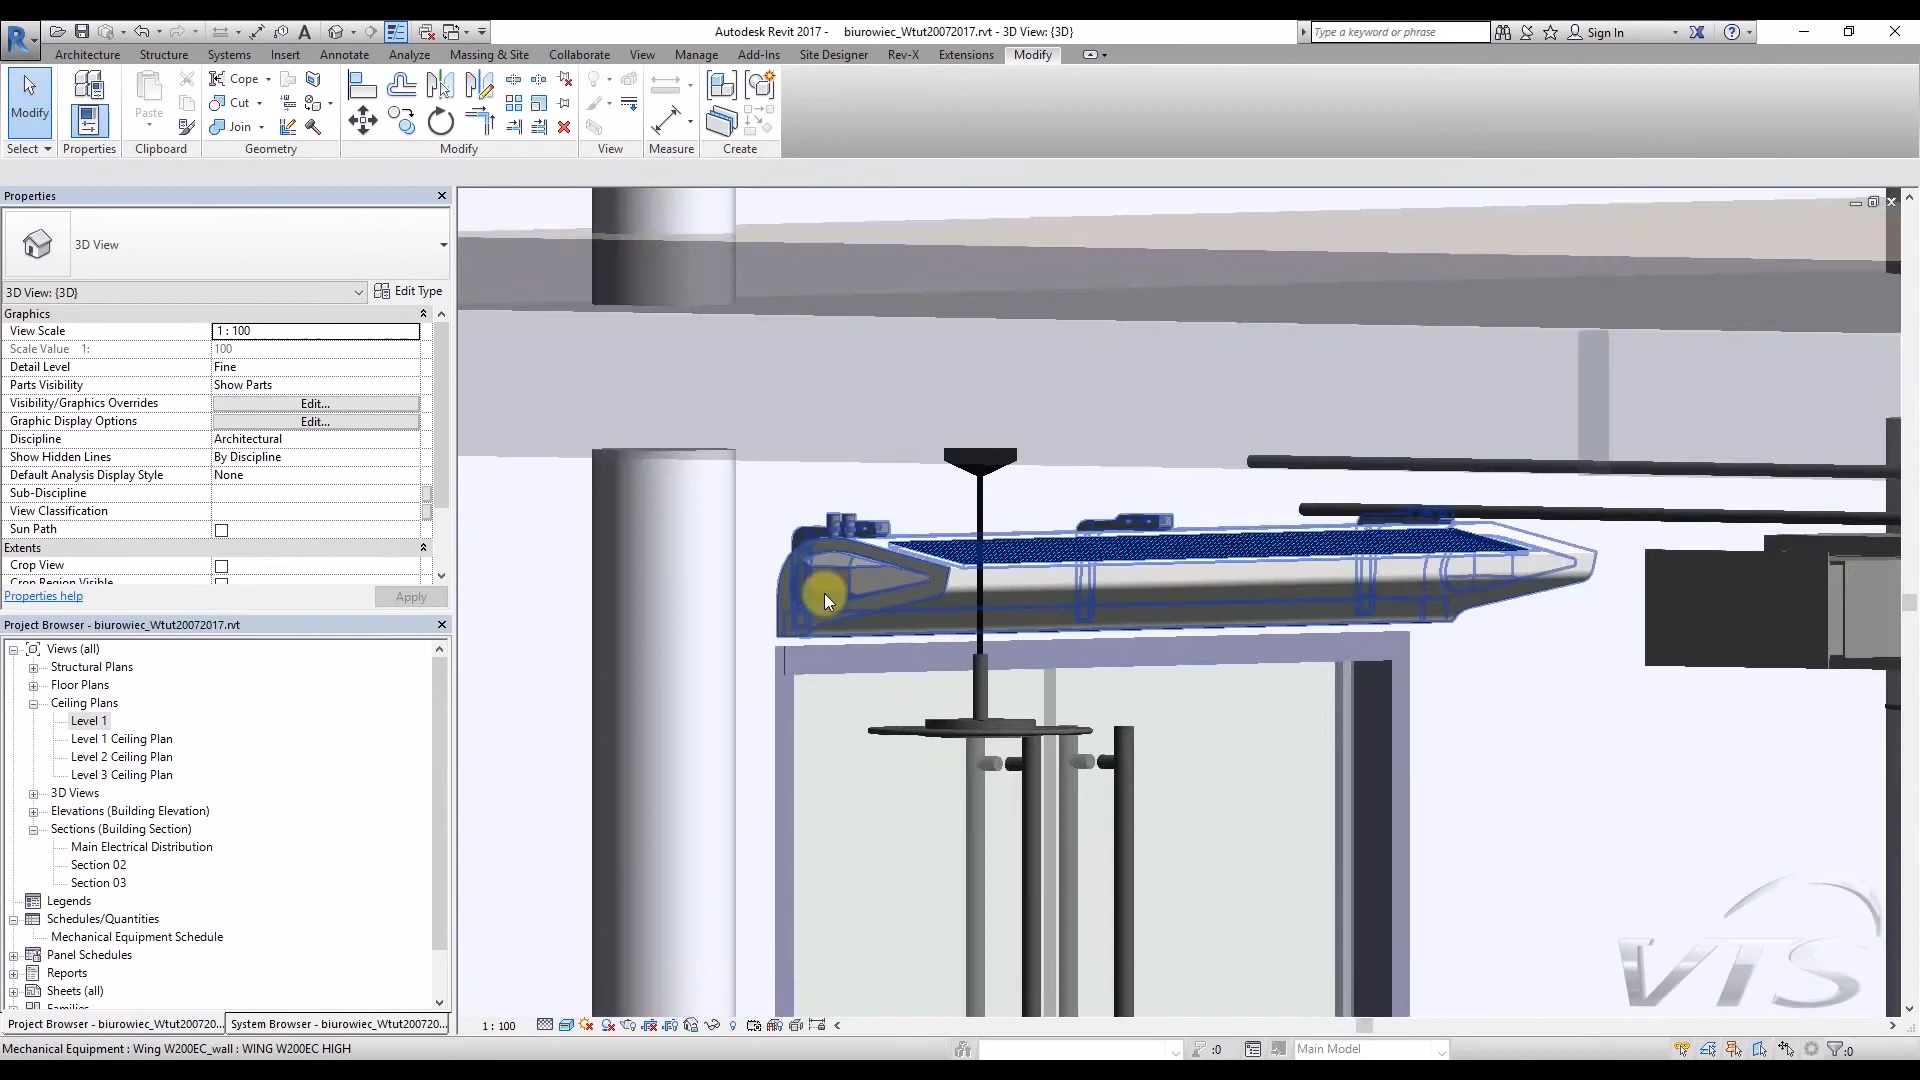 Autodesk Revit 2017 - biurowiec_Wtut20072017.rvt - 3D View: {3D}
Type a keyword or phrase
Sign In
Architecture Structure Systems Insert Annotate Analyze Massing & Site Collaborate View Manage Add-Ins Site Designer Rev-X Extensions Modify
Modify
Paste
Cope
Cut
Join
Select Properties Clipboard Geometry Modify View Measure Create
Properties
3D View
3D View: {3D}
Edit Type
Graphics
View Scale 1 : 100
Scale Value 1: 100
Detail Level Fine
Parts Visibility Show Parts
Visibility/Graphics Overrides Edit...
Graphic Display Options Edit...
Discipline Architectural
Show Hidden Lines By Discipline
Default Analysis Display Style None
Sub-Discipline
View Classification
Sun Path
Extents
Crop View
Crop Region Visible
Properties help
Apply
Project Browser - biurowiec_Wtut20072017.rvt
Views (all)
Structural Plans
Floor Plans
Ceiling Plans
Level 1
Level 1 Ceiling Plan
Level 2 Ceiling Plan
Level 3 Ceiling Plan
3D Views
Elevations (Building Elevation)
Sections (Building Section)
Main Electrical Distribution
Section 02
Section 03
Legends
Schedules/Quantities
Mechanical Equipment Schedule
Panel Schedules
Reports
Sheets (all)
Families
Project Browser - biurowiec_Wtut200720...
System Browser - biurowiec_Wtut200720...
1 : 100
VTS
Mechanical Equipment : Wing W200EC_wall : WING W200EC HIGH
:0
Main Model
:0